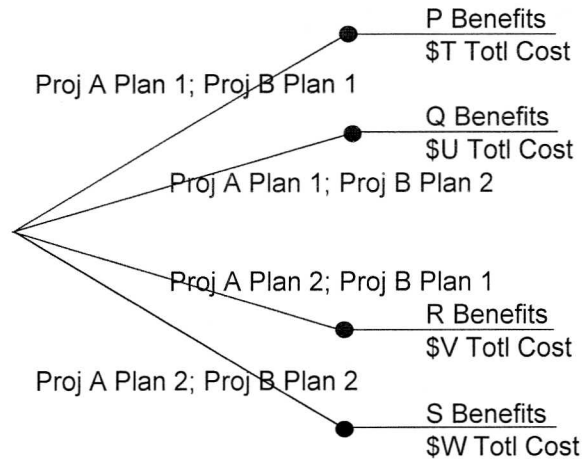 P Benefits
$T Totl Cost
Proj A Plan 1; Proj B Plan 1
Q Benefits
$U Totl Cost
Proj A Plan 1; Proj B Plan 2
Proj A Plan 2; Proj B Plan 1
R Benefits
$V Totl Cost
Proj A Plan 2; Proj B Plan 2
S Benefits
$W Totl Cost